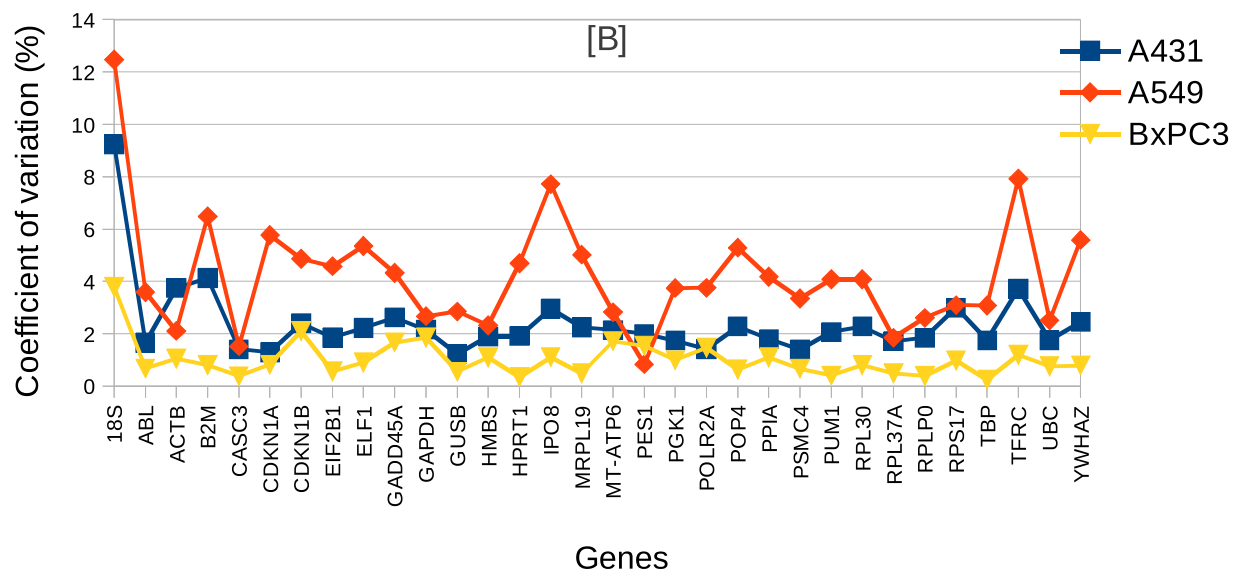 [B]
Coefficient of variation (%)
14
12
10
8
6
4
2
0
A431
A549
BxPC3
18S
ABL
ACTB
B2M
CASC3
CDKN1A
CDKN1B
EIF2B1
ELF1
GADD45A
GAPDH
GUSB
HMBS
HPRT1
IPO8
MRPL19
MT-ATP6
PES1
PGK1
POLR2A
POP4
PPIA
PSMC4
PUM1
RPL30
RPL37A
RPLP0
RPS17
TBP
TFRC
UBC
YWHAZ
Genes